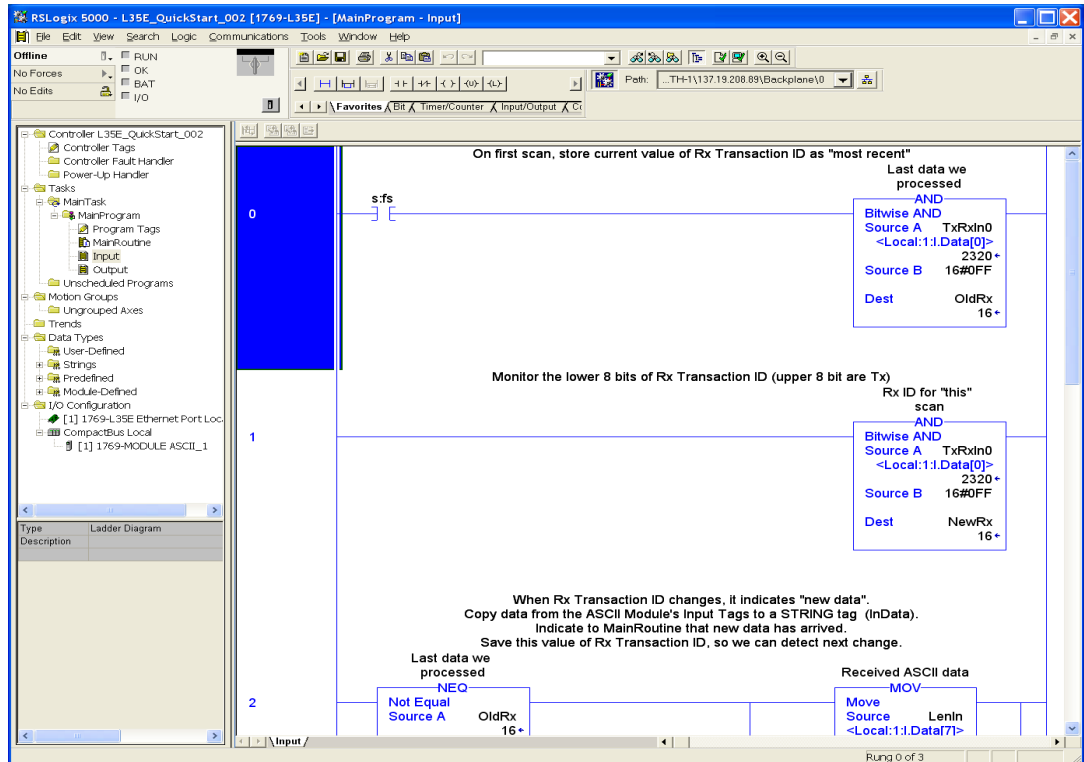 RSLogix 5000 - L35E_QuickStart_002 [1769-L35E] - [MainProgram - Input]
File Edit View Search Logic Communications Tools Window Help
Offline
RUN
No Forces
OK
No Edits
BAT
I/O
Path: ...TH-1\137.19.208.89\Backplane\0
Favorites Bit Timer/Counter Input/Output
Controller L35E_QuickStart_002
Controller Tags
Controller Fault Handler
Power-Up Handler
Tasks
MainTask
MainProgram
Program Tags
MainRoutine
Input
Output
Unscheduled Programs
Motion Groups
Ungrouped Axes
Trends
Data Types
User-Defined
Strings
Predefined
Module-Defined
I/O Configuration
[1] 1769-L35E Ethernet Port Loc
CompactBus Local
[1] 1769-MODULE ASCII_1
Type Ladder Diagram
Description
On first scan, store current value of Rx Transaction ID as "most recent"
Last data we
processed
0
s:fs
AND
Bitwise AND
Source A TxRxIn0
<Local:1:I.Data[0]>
2320
Source B 16#0FF
Dest OldRx
16
Monitor the lower 8 bits of Rx Transaction ID (upper 8 bit are Tx)
Rx ID for "this"
scan
1
AND
Bitwise AND
Source A TxRxIn0
<Local:1:I.Data[0]>
2320
Source B 16#0FF
Dest NewRx
16
When Rx Transaction ID changes, it indicates "new data".
Copy data from the ASCII Module's Input Tags to a STRING tag (InData).
Indicate to MainRoutine that new data has arrived.
Save this value of Rx Transaction ID, so we can detect next change.
2
Last data we
processed
NEQ
Not Equal
Source A OldRx
16
Received ASCII data
MOV
Move
Source LenIn
<Local:1:I.Data[7]>
Input
Rung 0 of 3